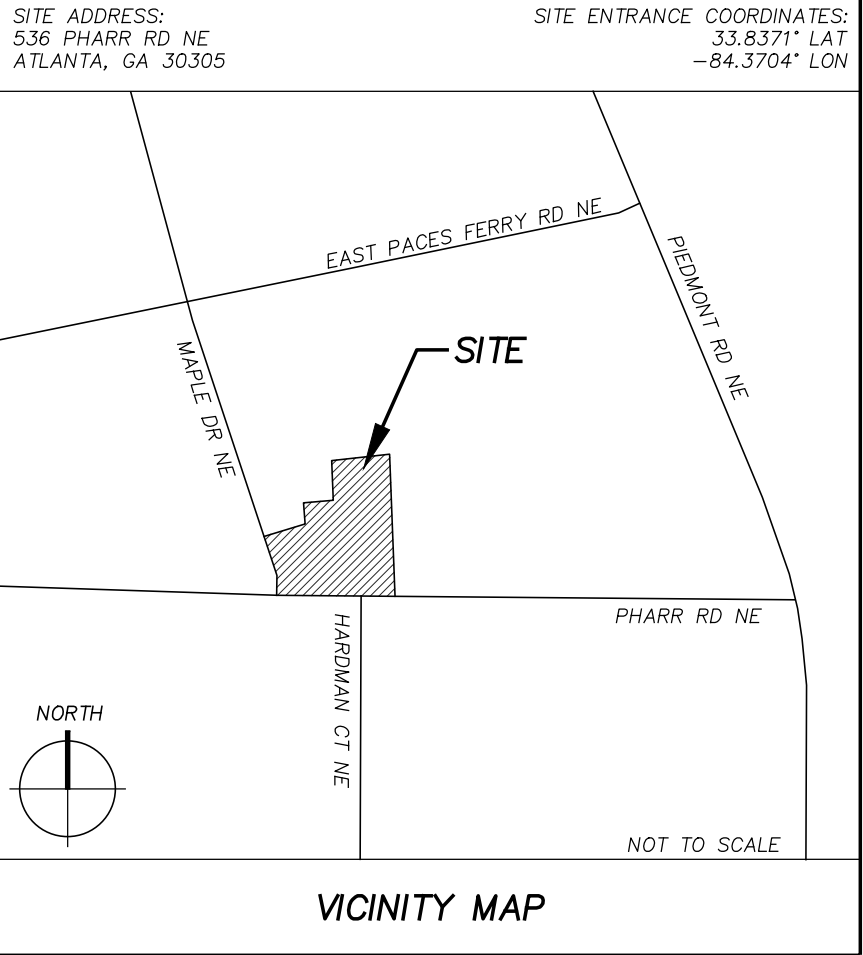 SITE ADDRESS:
536 PHARR RD NE
ATLANTA, GA 30305
SITE ENTRANCE COORDINATES:
33.8371° LAT
-84.3704° LON
EAST PACES FERRY RD NE
PIEDMONT RD NE
MAPLE DR NE
SITE
PHARR RD NE
HARDMAN CT NE
NORTH
NOT TO SCALE
VICINITY MAP